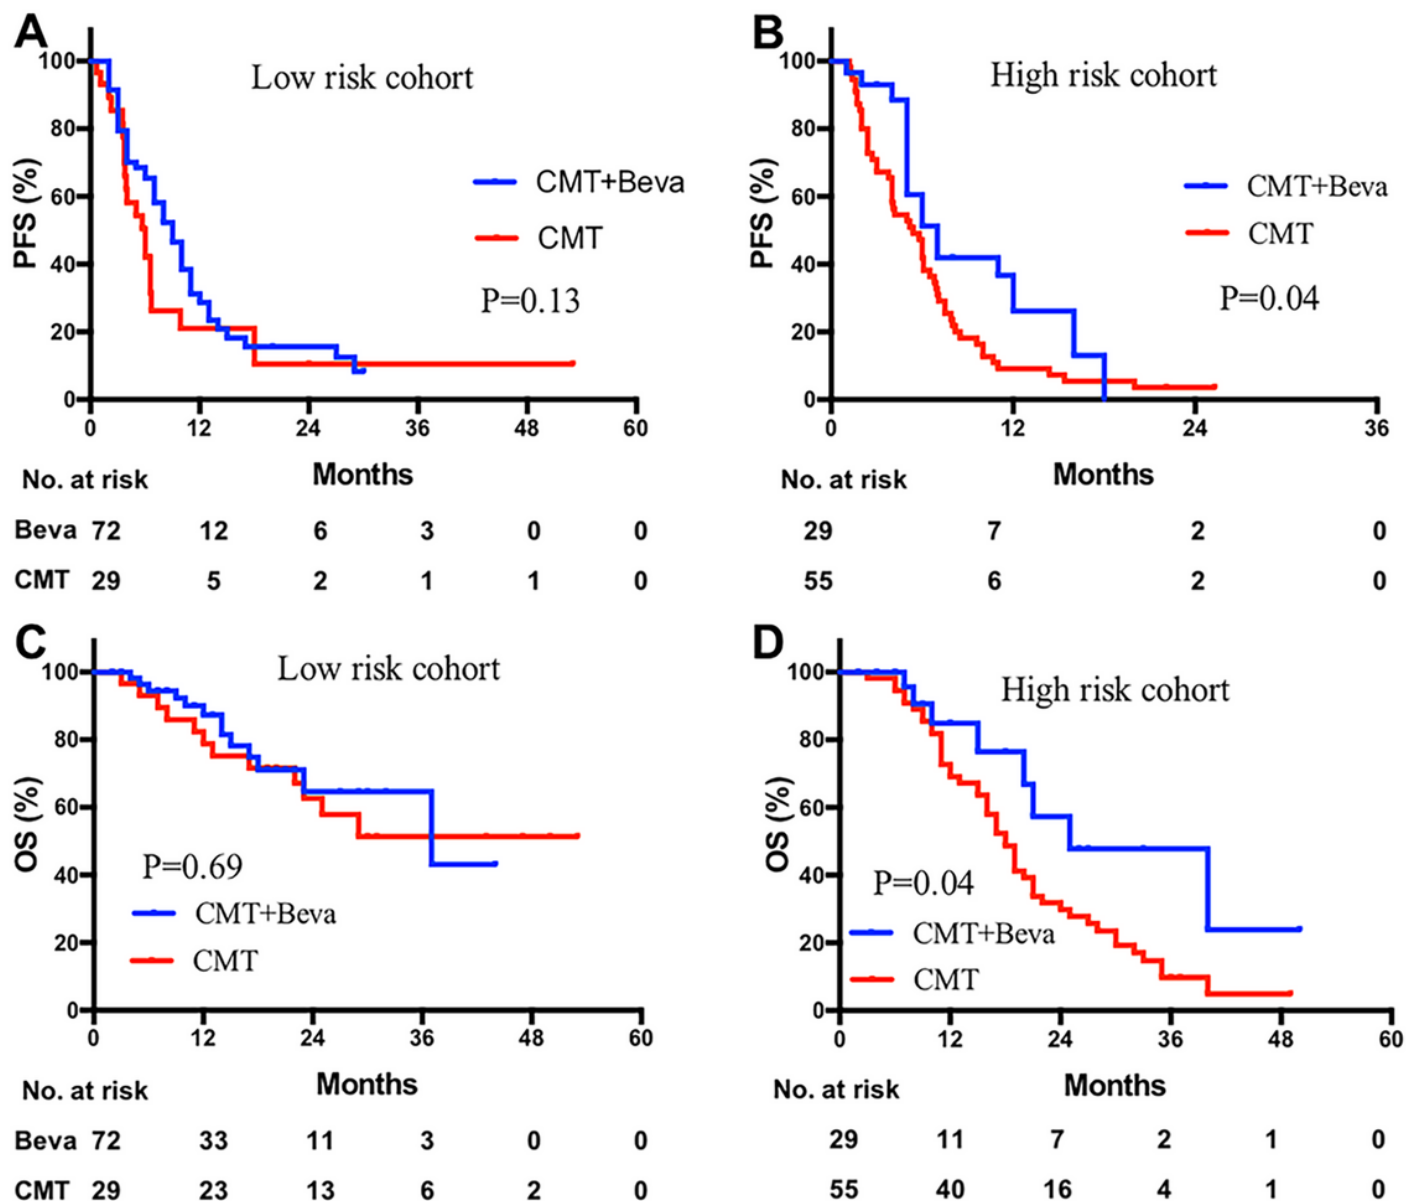 A
Low risk cohort
PFS (%)
100
80
60
40
20
0
CMT+Beva
CMT
P=0.13
0 12 24 36 48 60
No. at risk Months
Beva 72 12 6 3 0 0
CMT 29 5 2 1 1 0
B
High risk cohort
PFS (%)
100
80
60
40
20
0
CMT+Beva
CMT
P=0.04
0 12 24 36
No. at risk Months
29 7 2 0
55 6 2 0
C
Low risk cohort
OS (%)
100
80
60
40
20
0
P=0.69
CMT+Beva
CMT
0 12 24 36 48 60
No. at risk Months
Beva 72 33 11 3 0 0
CMT 29 23 13 6 2 0
D
High risk cohort
OS (%)
100
80
60
40
20
0
P=0.04
CMT+Beva
CMT
0 12 24 36 48 60
No. at risk Months
29 11 7 2 1 0
55 40 16 4 1 0